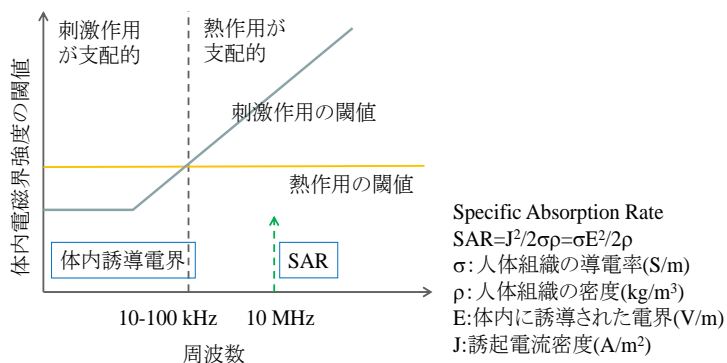 刺激作用
が支配的
熱作用が
支配的
体内電磁界強度の閾値
刺激作用の閾値
熱作用の閾値
体内誘導電界
SAR
10-100 kHz
10 MHz
周波数
Specific Absorption Rate
SAR=J²/2σρ=σE²/2ρ
σ:人体組織の導電率(S/m)
ρ:人体組織の密度(kg/m³)
E:体内に誘導された電界(V/m)
J:誘起電流密度(A/m²)